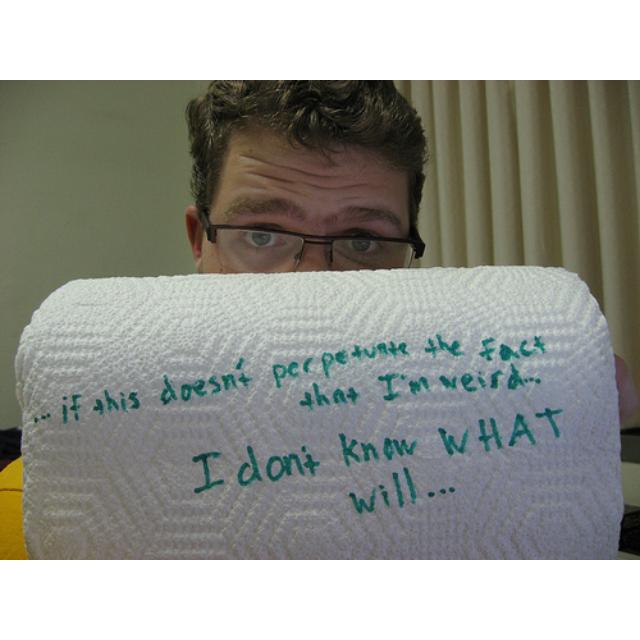 ...if this doesn't perpetuate the fact
that I'm weird...
I don't know WHAT
will...